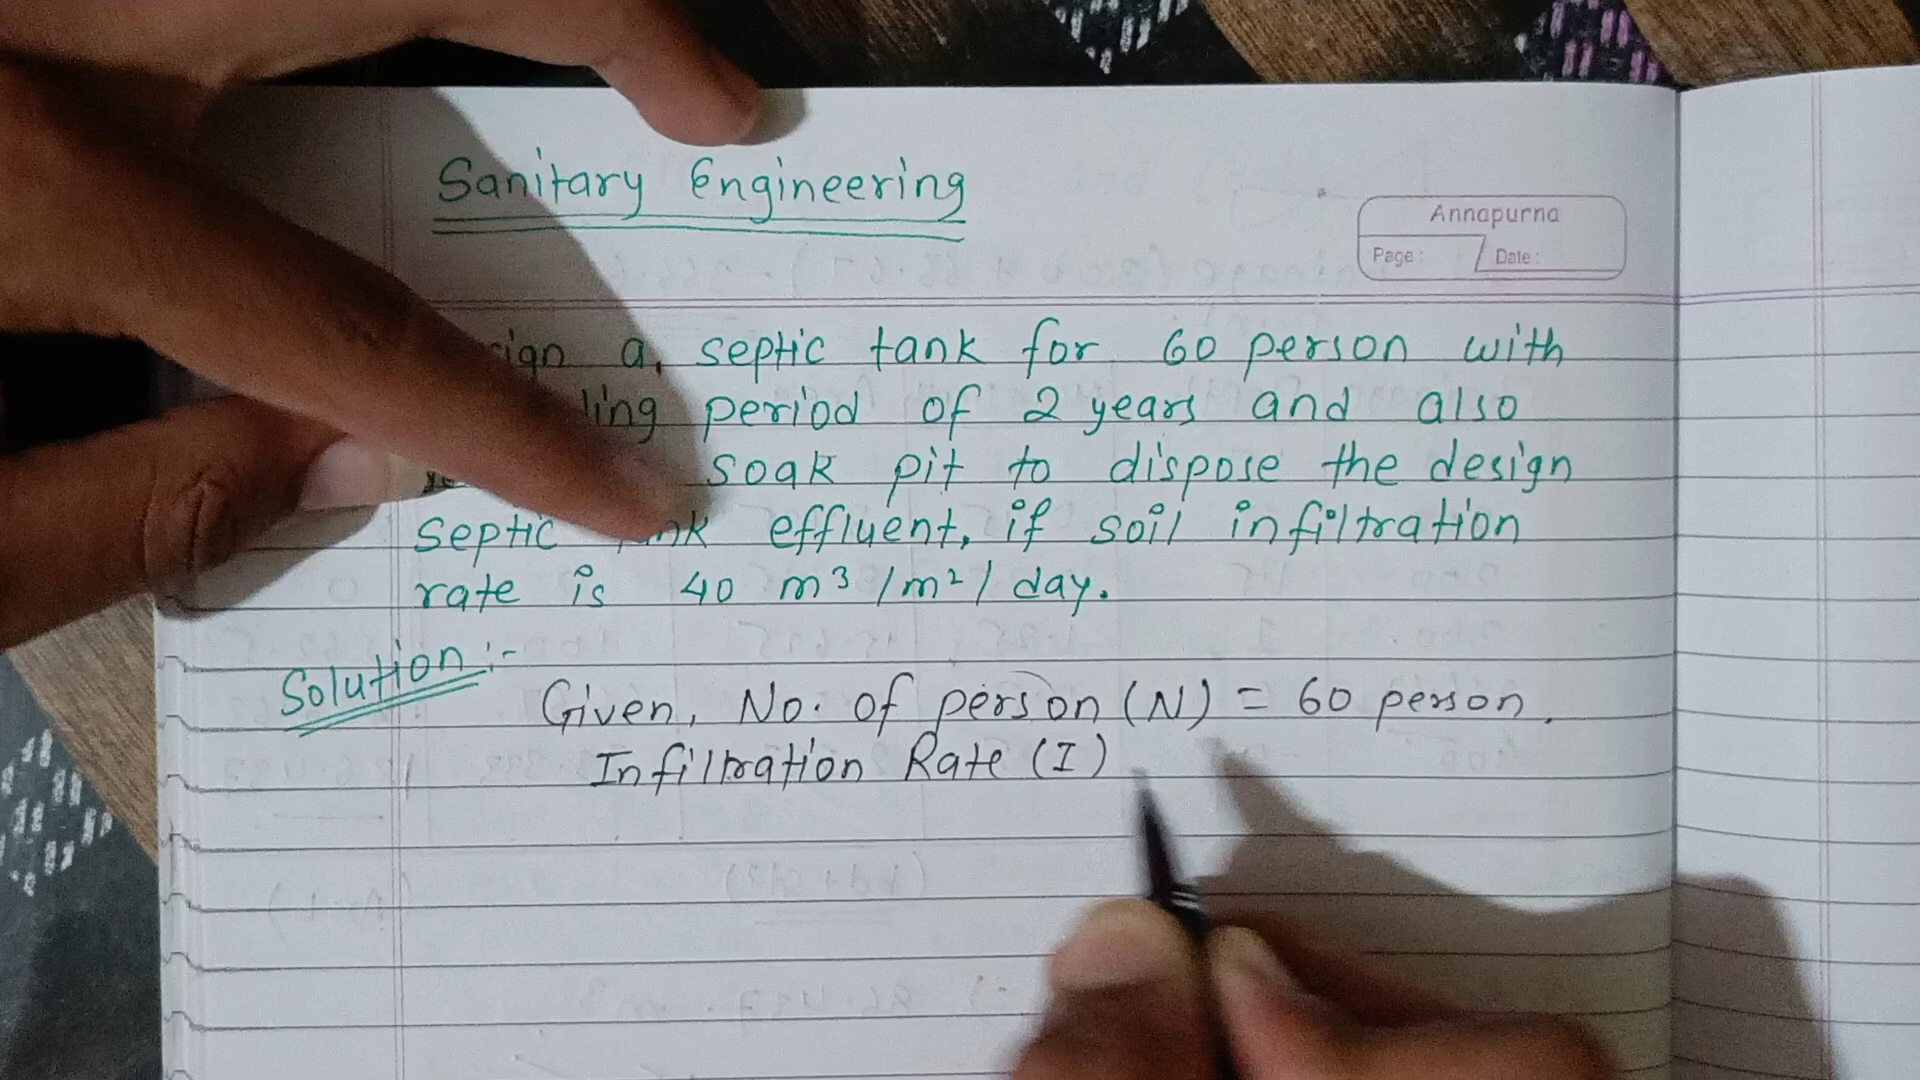 Sanitary Engineering
Annapurna
Page: Date:
a septic tank for 60 person with
period of 2 years and also
soak pit to dispose the design
septic effluent, if soil infiltration
rate is 40 m³/m²/day.
Solution:-
Given, No. of person (N) = 60 person.
Infiltration Rate (I)